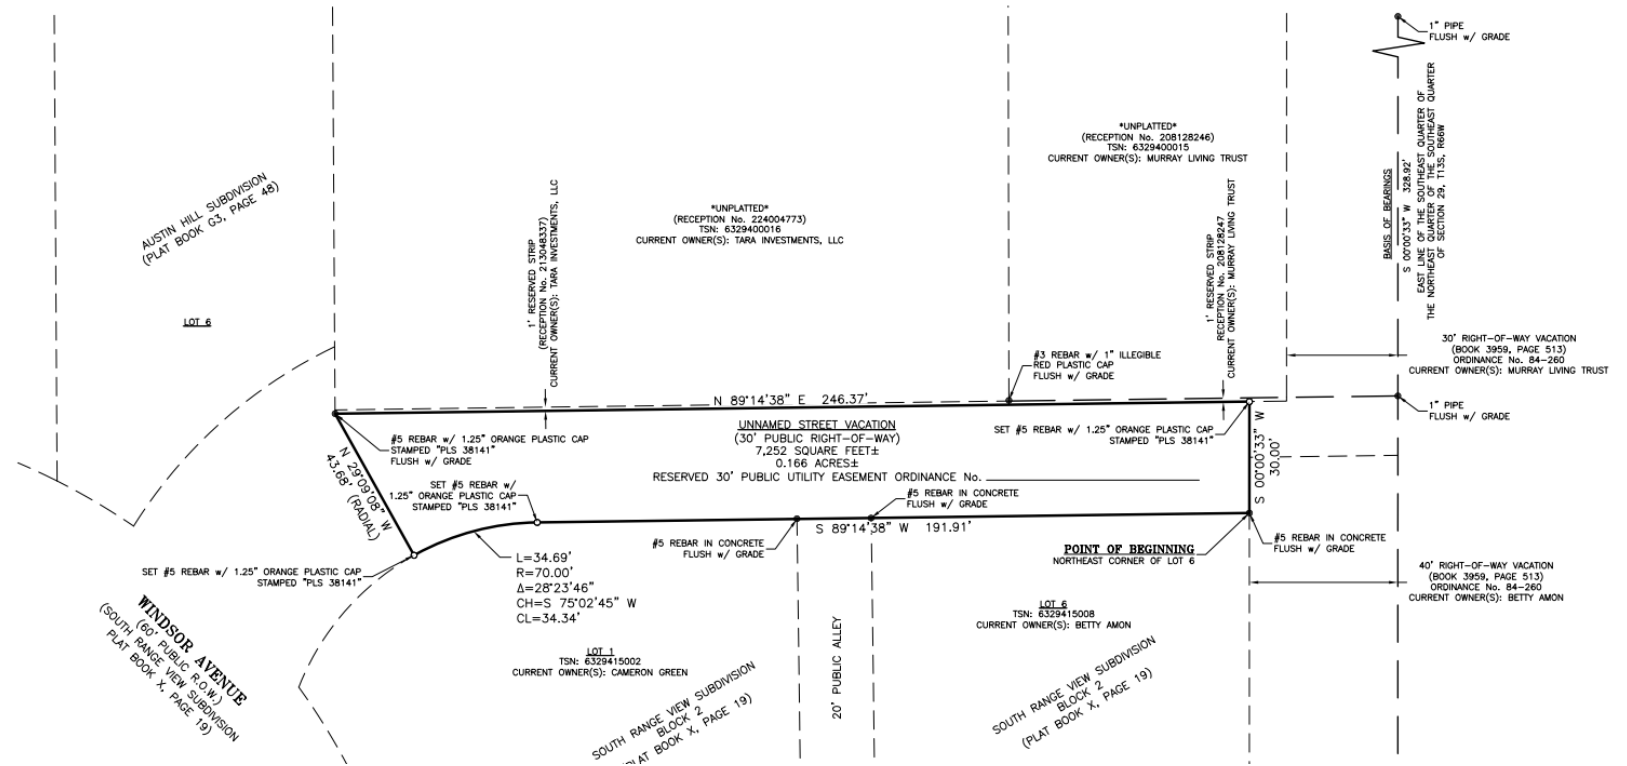 1" PIPE
FLUSH w/ GRADE
BASIS OF BEARINGS
S 00°00'33" W 328.92'
EAST LINE OF THE SOUTHEAST QUARTER OF
THE NORTHEAST QUARTER OF THE SOUTHEAST QUARTER
OF SECTION 29, T13S, R66W
*UNPLATTED*
(RECEPTION No. 208128246)
TSN: 6329400015
CURRENT OWNER(S): MURRAY LIVING TRUST
AUSTIN HILL SUBDIVISION
(PLAT BOOK G3, PAGE 48)
LOT 6
1' RESERVED STRIP
(RECEPTION No. 213048337)
CURRENT OWNER(S): TARA INVESTMENTS, LLC
*UNPLATTED*
(RECEPTION No. 224004773)
TSN: 6329400016
CURRENT OWNER(S): TARA INVESTMENTS, LLC
1' RESERVED STRIP
RECEPTION No. 208128247
CURRENT OWNER(S): MURRAY LIVING TRUST
30' RIGHT-OF-WAY VACATION
(BOOK 3959, PAGE 513)
ORDINANCE No. 84-260
CURRENT OWNER(S): MURRAY LIVING TRUST
#3 REBAR w/ 1" ILLEGIBLE
RED PLASTIC CAP
FLUSH w/ GRADE
N 89°14'38" E 246.37'
1" PIPE
FLUSH w/ GRADE
UNNAMED STREET VACATION
(30' PUBLIC RIGHT-OF-WAY)
7,252 SQUARE FEET±
0.166 ACRES±
RESERVED 30' PUBLIC UTILITY EASEMENT ORDINANCE No.
SET #5 REBAR w/ 1.25" ORANGE PLASTIC CAP
STAMPED "PLS 38141"
#5 REBAR w/ 1.25" ORANGE PLASTIC CAP
STAMPED "PLS 38141"
FLUSH w/ GRADE
S 00°00'33" W
30.00'
N 29°09'08" W
43.68' (RADIAL)
SET #5 REBAR w/
1.25" ORANGE PLASTIC CAP
STAMPED "PLS 38141"
#5 REBAR IN CONCRETE
FLUSH w/ GRADE
S 89°14'38" W 191.91'
#5 REBAR IN CONCRETE
FLUSH w/ GRADE
POINT OF BEGINNING
NORTHEAST CORNER OF LOT 6
#5 REBAR IN CONCRETE
FLUSH w/ GRADE
SET #5 REBAR w/ 1.25" ORANGE PLASTIC CAP
STAMPED "PLS 38141"
L=34.69'
R=70.00'
Δ=28°23'46"
CH=S 75°02'45" W
CL=34.34'
40' RIGHT-OF-WAY VACATION
(BOOK 3959, PAGE 513)
ORDINANCE No. 84-260
CURRENT OWNER(S): BETTY AMON
WINDSOR AVENUE
(60' PUBLIC R.O.W.)
(SOUTH RANGE VIEW SUBDIVISION
PLAT BOOK X, PAGE 19)
LOT 1
TSN: 6329415002
CURRENT OWNER(S): CAMERON GREEN
SOUTH RANGE VIEW SUBDIVISION
BLOCK 2
PLAT BOOK X, PAGE 19)
20' PUBLIC ALLEY
LOT 6
TSN: 6329415008
CURRENT OWNER(S): BETTY AMON
SOUTH RANGE VIEW SUBDIVISION
BLOCK 2
(PLAT BOOK X, PAGE 19)